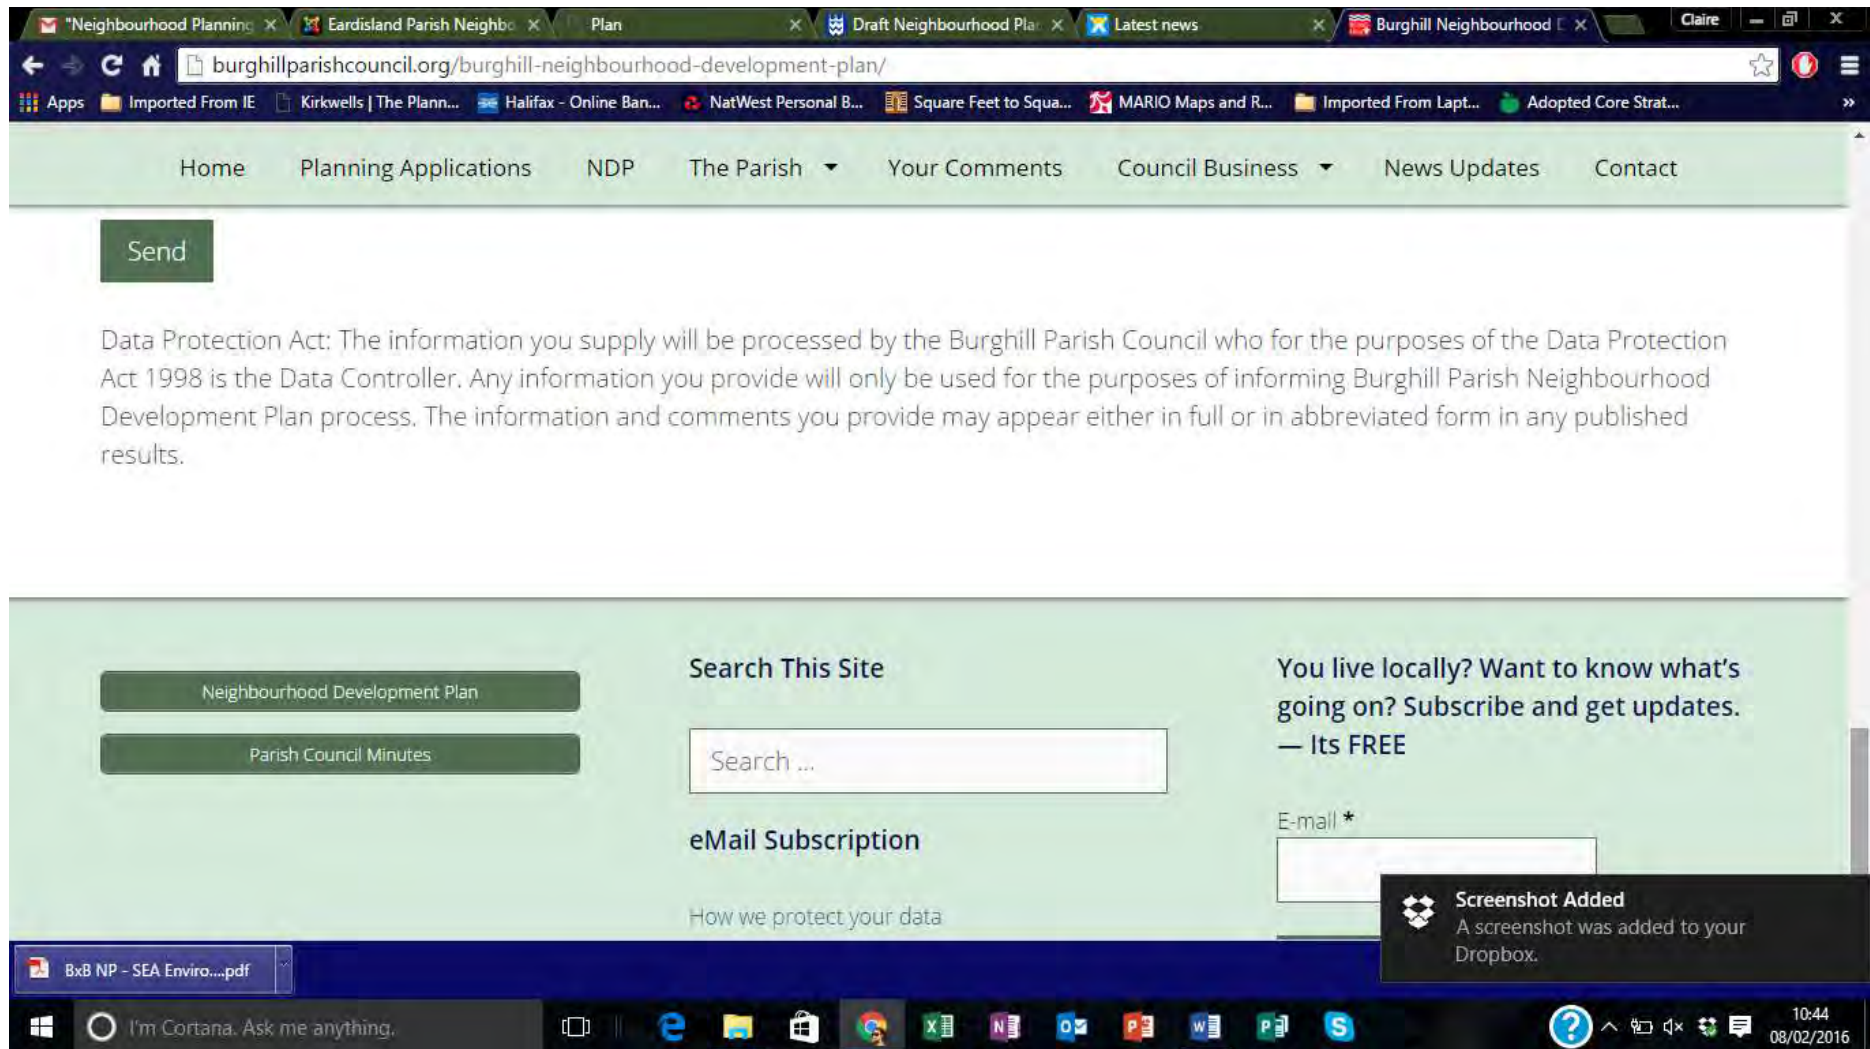 "Neighbourhood Planning
Eardisland Parish Neighbo
Plan
Draft Neighbourhood Pla
Latest news
Burghill Neighbourhood D
Claire
burghillparishcouncil.org/burghill-neighbourhood-development-plan/
Apps
Imported From IE
Kirkwells | The Plann...
Halifax - Online Ban...
NatWest Personal B...
Square Feet to Squa...
MARIO Maps and R...
Imported From Lapt...
Adopted Core Strat...
Home
Planning Applications
NDP
The Parish
Your Comments
Council Business
News Updates
Contact
Send
Data Protection Act: The information you supply will be processed by the Burghill Parish Council who for the purposes of the Data Protection
Act 1998 is the Data Controller. Any information you provide will only be used for the purposes of informing Burghill Parish Neighbourhood
Development Plan process. The information and comments you provide may appear either in full or in abbreviated form in any published
results.
Neighbourhood Development Plan
Parish Council Minutes
Search This Site
Search ...
eMail Subscription
How we protect your data
You live locally? Want to know what's
going on? Subscribe and get updates.
— Its FREE
E-mail *
Screenshot Added
A screenshot was added to your
Dropbox.
BxB NP - SEA Enviro....pdf
I'm Cortana. Ask me anything.
10:44
08/02/2016